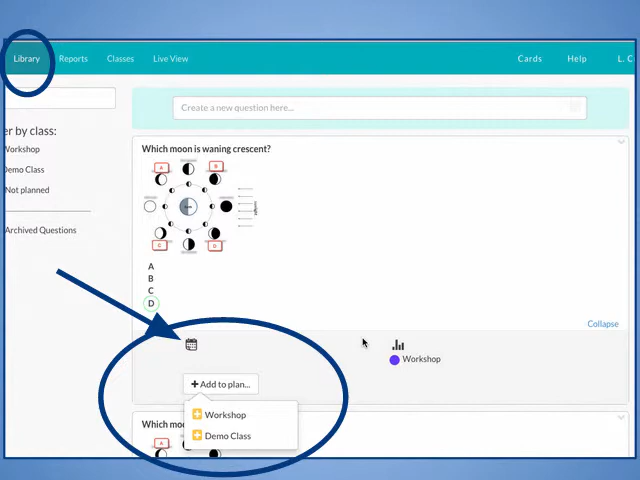 Library Reports Classes Live View Cards Help L. C
Create a new question here...
er by class:
Workshop
Demo Class
Not planned
Archived Questions
Which moon is waning crescent?
A B
C D
A
B
C
D
Collapse
Workshop
Add to plan...
Workshop
Demo Class
Which mo
A